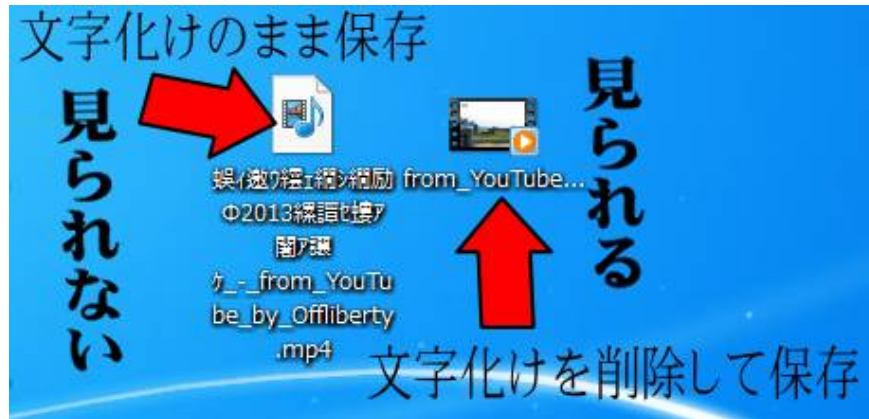 文字化けのまま保存
見られない
見られる
Φ2013
_-_from_YouTu
be_by_Offliberty
.mp4
from_YouTube...
文字化けを削除して保存